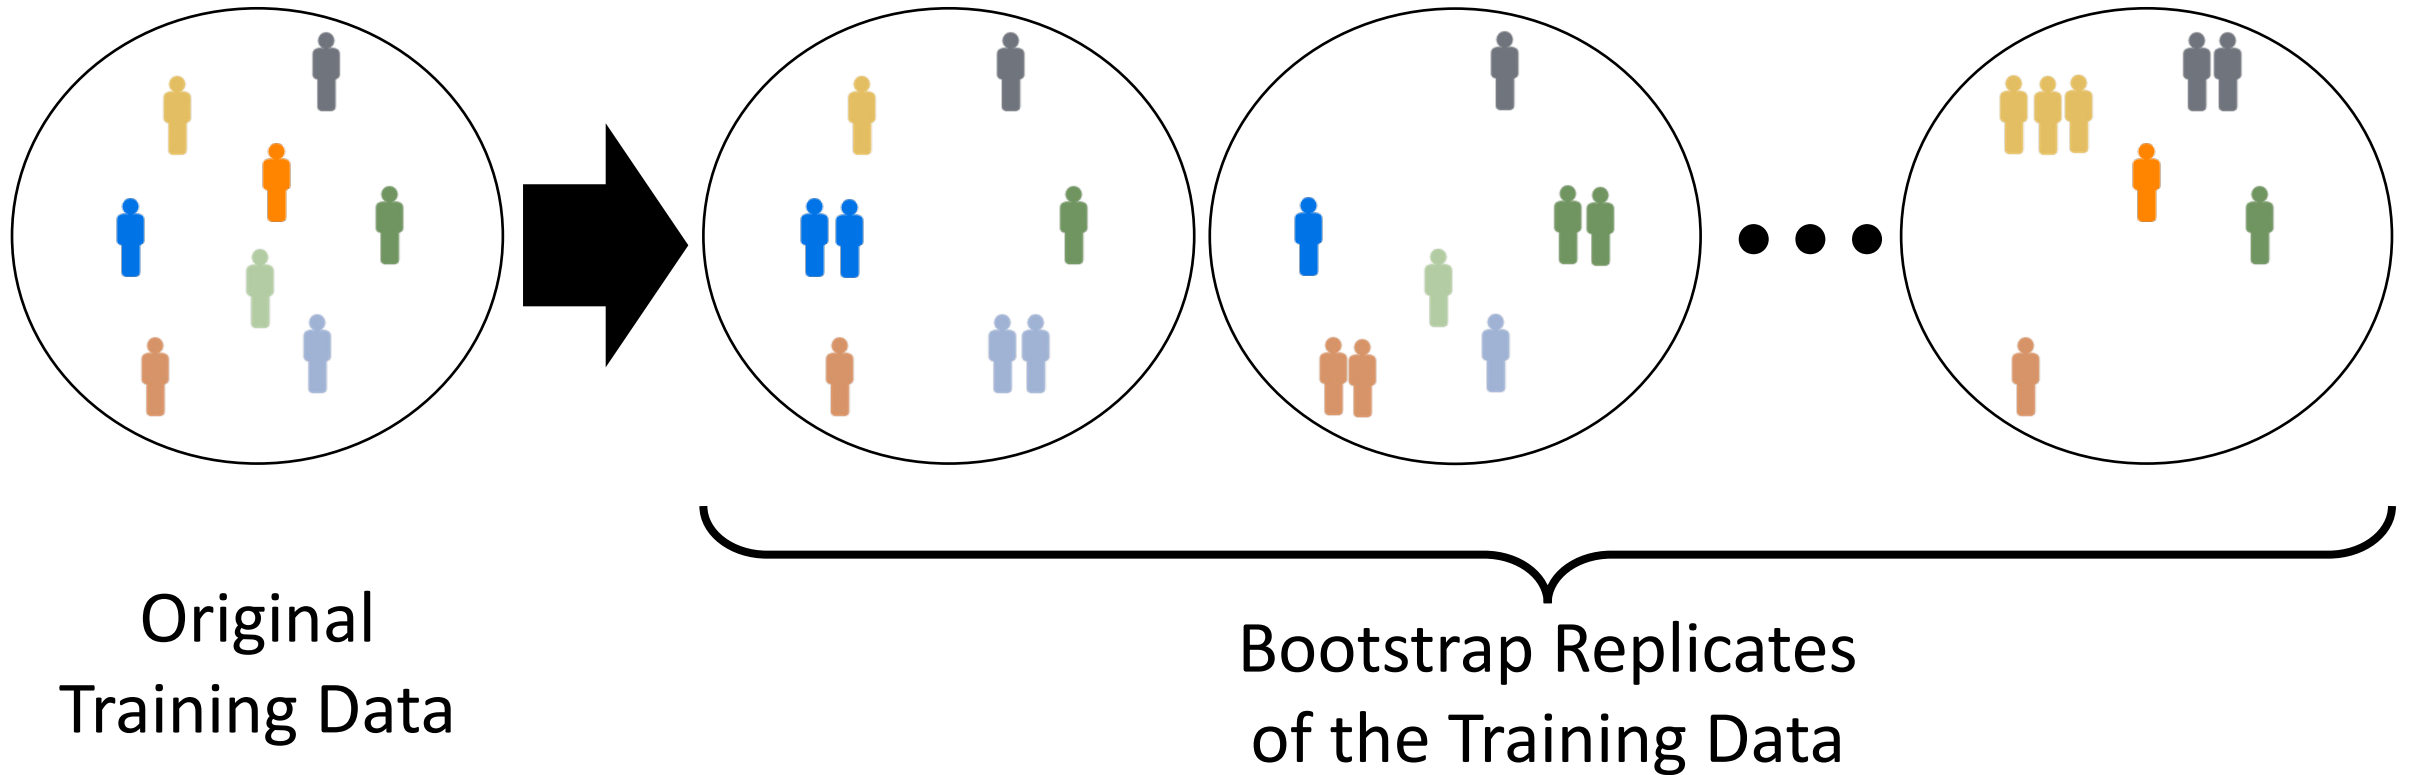 Original
Training Data
Bootstrap Replicates
of the Training Data